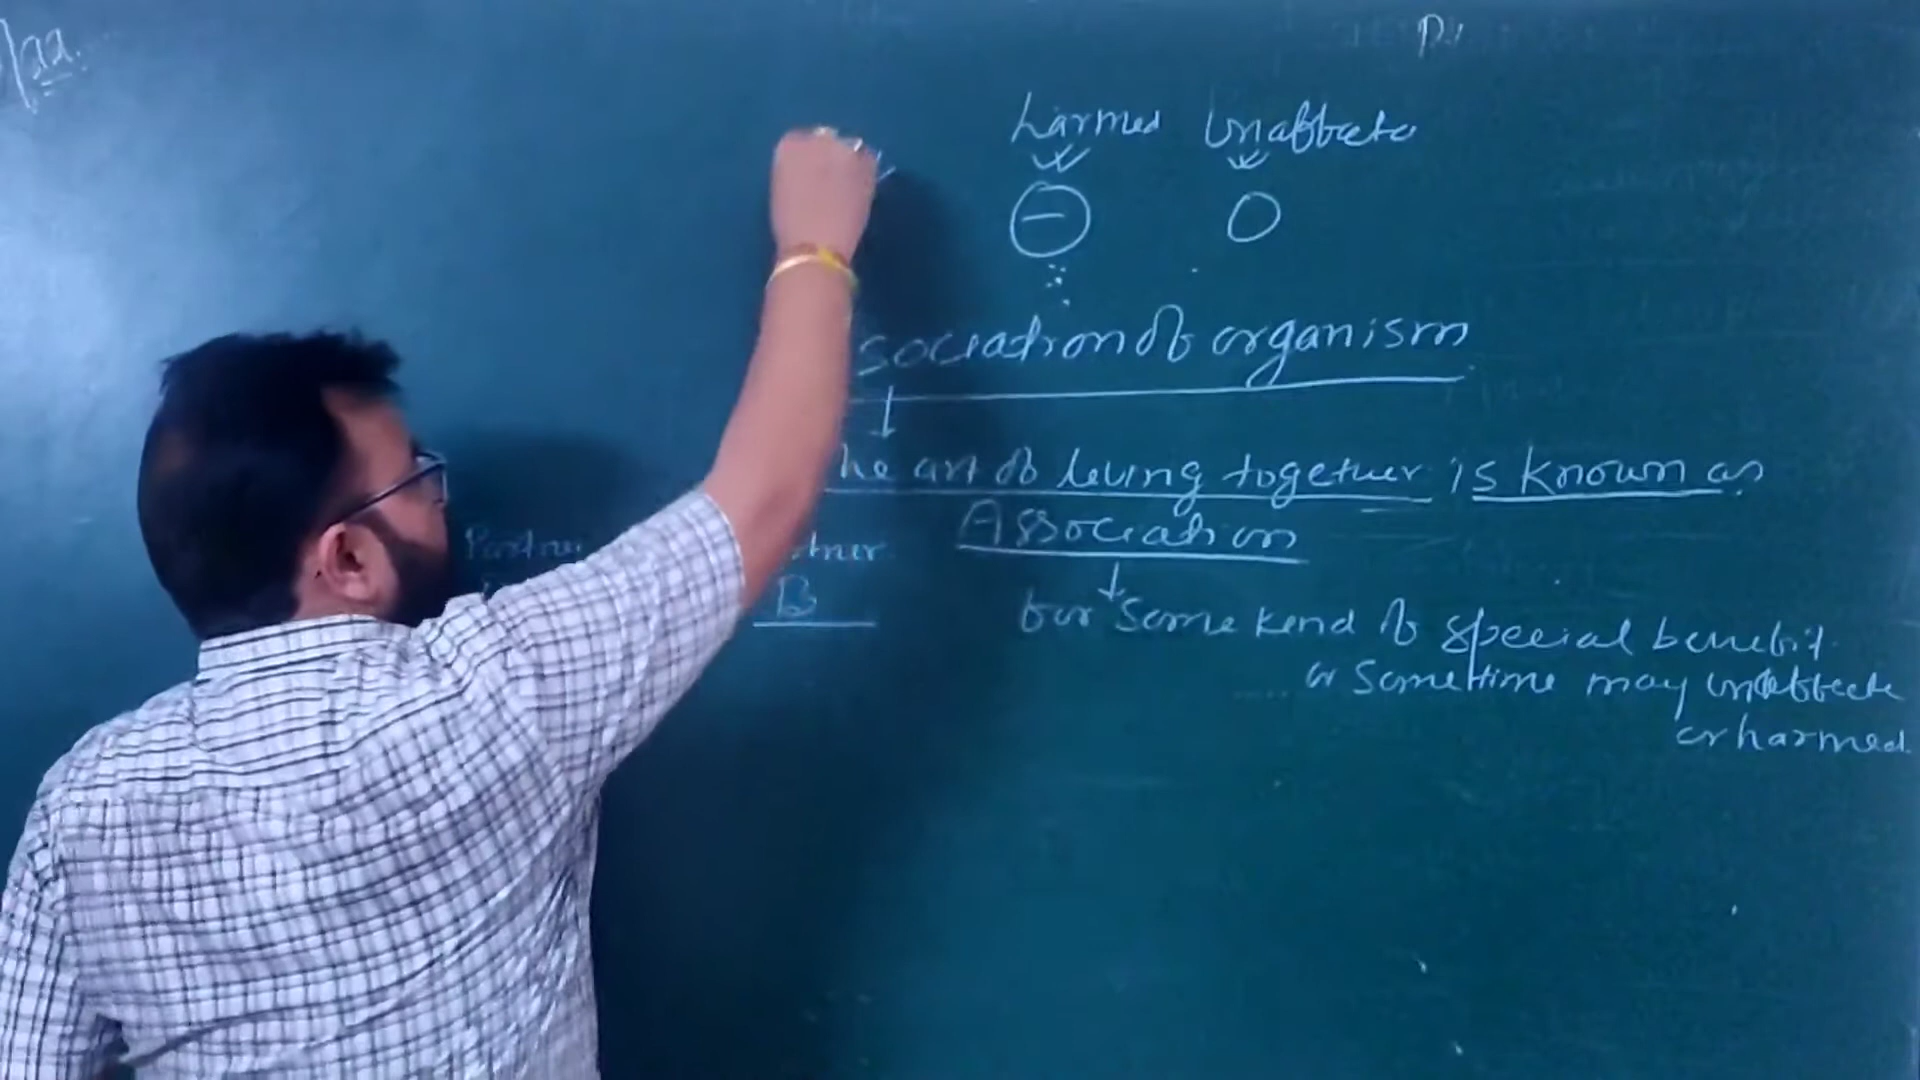 harmed unaffecte
sociation of organism
he art of living together is known as
Association
Partner tner
B
for some kind of special benefit.
or sometime may unaffecte
or harmed.